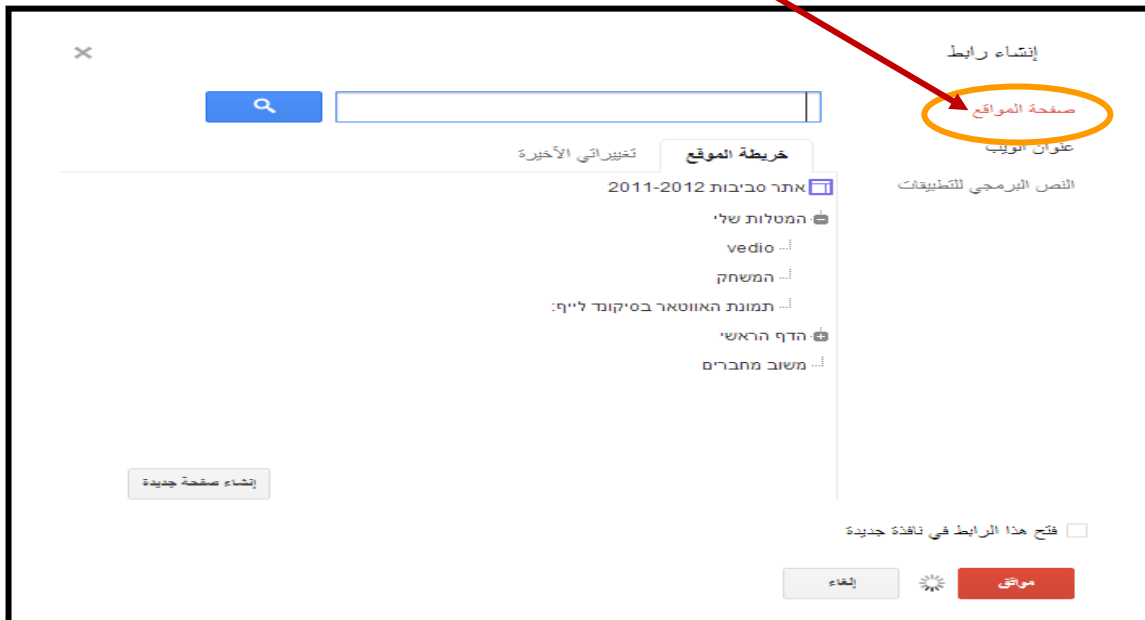 إنشاء رابط
صفحة المواقع
عنوان الويب
النص البرمجي للتطبيقات
خريطة الموقع
تغييراتي الأخيرة
אתר סביבות 2011-2012
המטלות שלי
vedio
המשחק
תמונת האווטאר בסיקונד לייף:
הדף הראשי
משוב מחברים
إنشاء صفحة جديدة
فتح هذا الرابط في نافذة جديدة
موافق
إلغاء